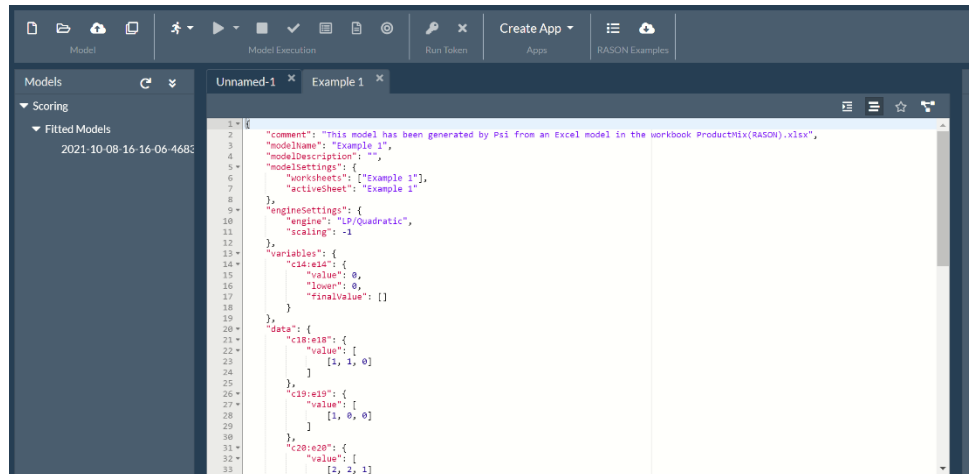 Create App
Model
Model Execution
Run Token
Apps
RASON Examples
Models
Unnamed-1 ×
Example 1 ×
Scoring
Fitted Models
2021-10-08-16-16-06-4683
1 {
2 "comment": "This model has been generated by Psi from an Excel model in the workbook ProductMix(RASON).xlsx",
3 "modelName": "Example 1",
4 "modelDescription": "",
5 "modelSettings": {
6 "worksheets": ["Example 1"],
7 "activeSheet": "Example 1"
8 },
9 "engineSettings": {
10 "engine": "LP/Quadratic",
11 "scaling": -1
12 },
13 "variables": {
14 "c14:e14": {
15 "value": 0,
16 "lower": 0,
17 "finalValue": []
18 }
19 },
20 "data": {
21 "c18:e18": {
22 "value": [
23 [1, 1, 0]
24 ]
25 },
26 "c19:e19": {
27 "value": [
28 [1, 0, 0]
29 ]
30 },
31 "c20:e20": {
32 "value": [
33 [2, 2, 1]